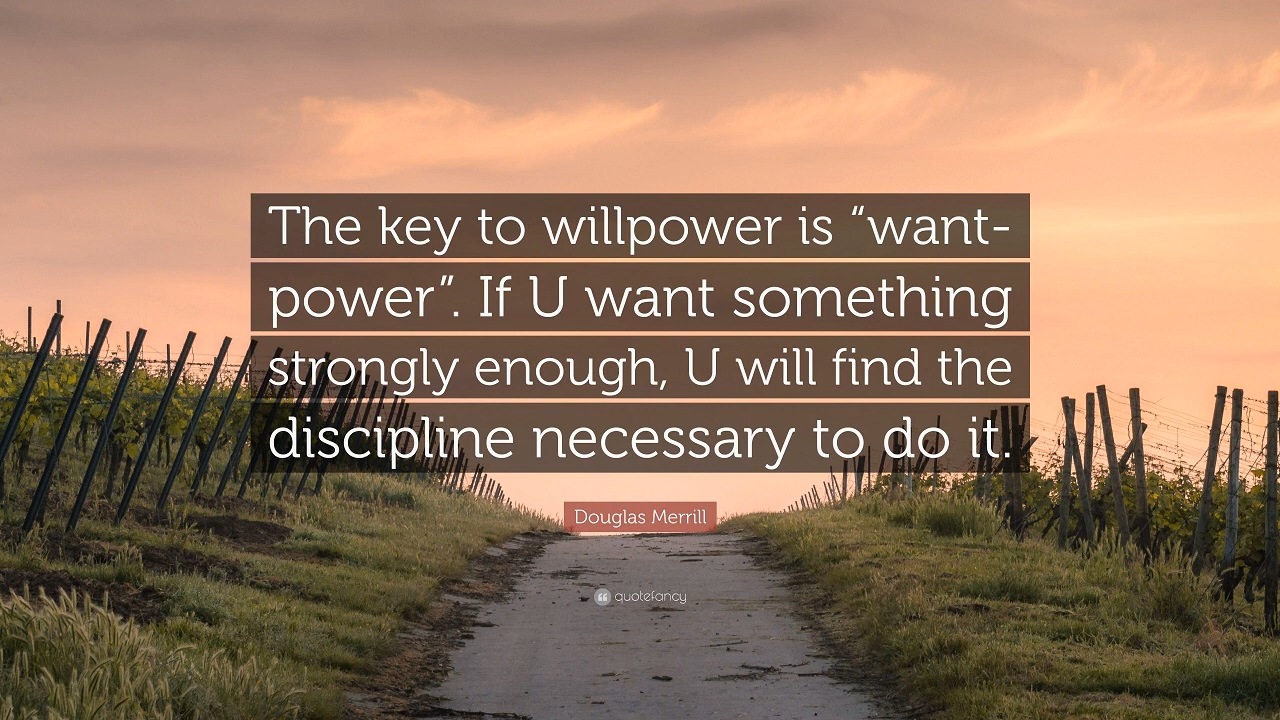 The key to willpower is “want-
power”. If U want something
strongly enough, U will find the
discipline necessary to do it.
Douglas Merrill
quotefancy